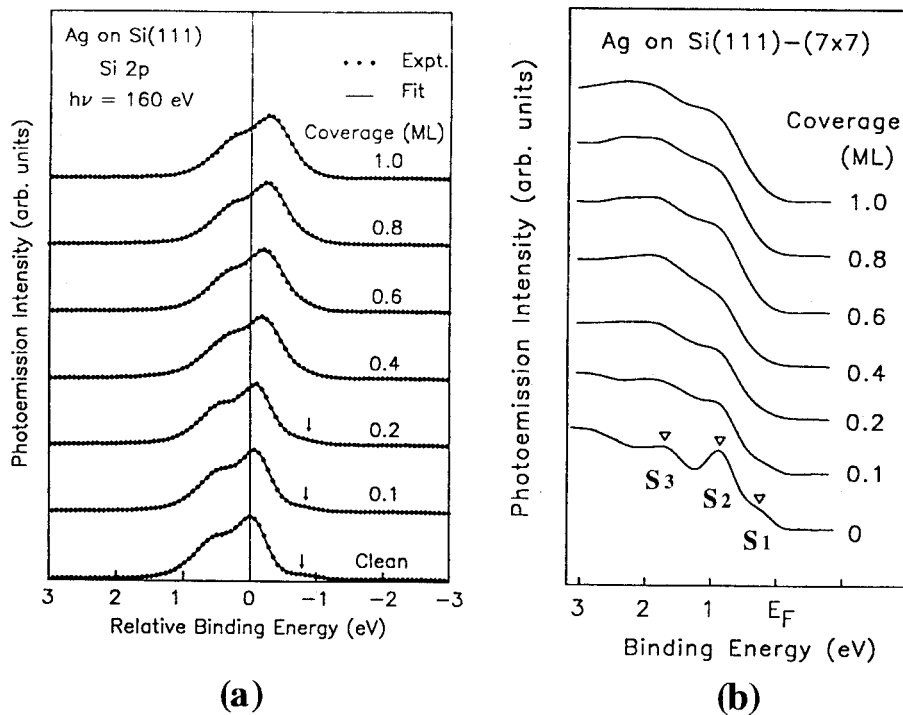 Ag on Si(111)
Si 2p
hν = 160 eV
Expt.
Fit
Coverage (ML)
1.0
0.8
0.6
0.4
0.2
0.1
Clean
Photoemission Intensity (arb. units)
3 2 1 0 -1 -2 -3
Relative Binding Energy (eV)
(a)
Ag on Si(111)-(7x7)
Coverage
(ML)
1.0
0.8
0.6
0.4
0.2
0.1
0
S3
S2
S1
Photoemission Intensity (arb. units)
3 2 1 EF
Binding Energy (eV)
(b)